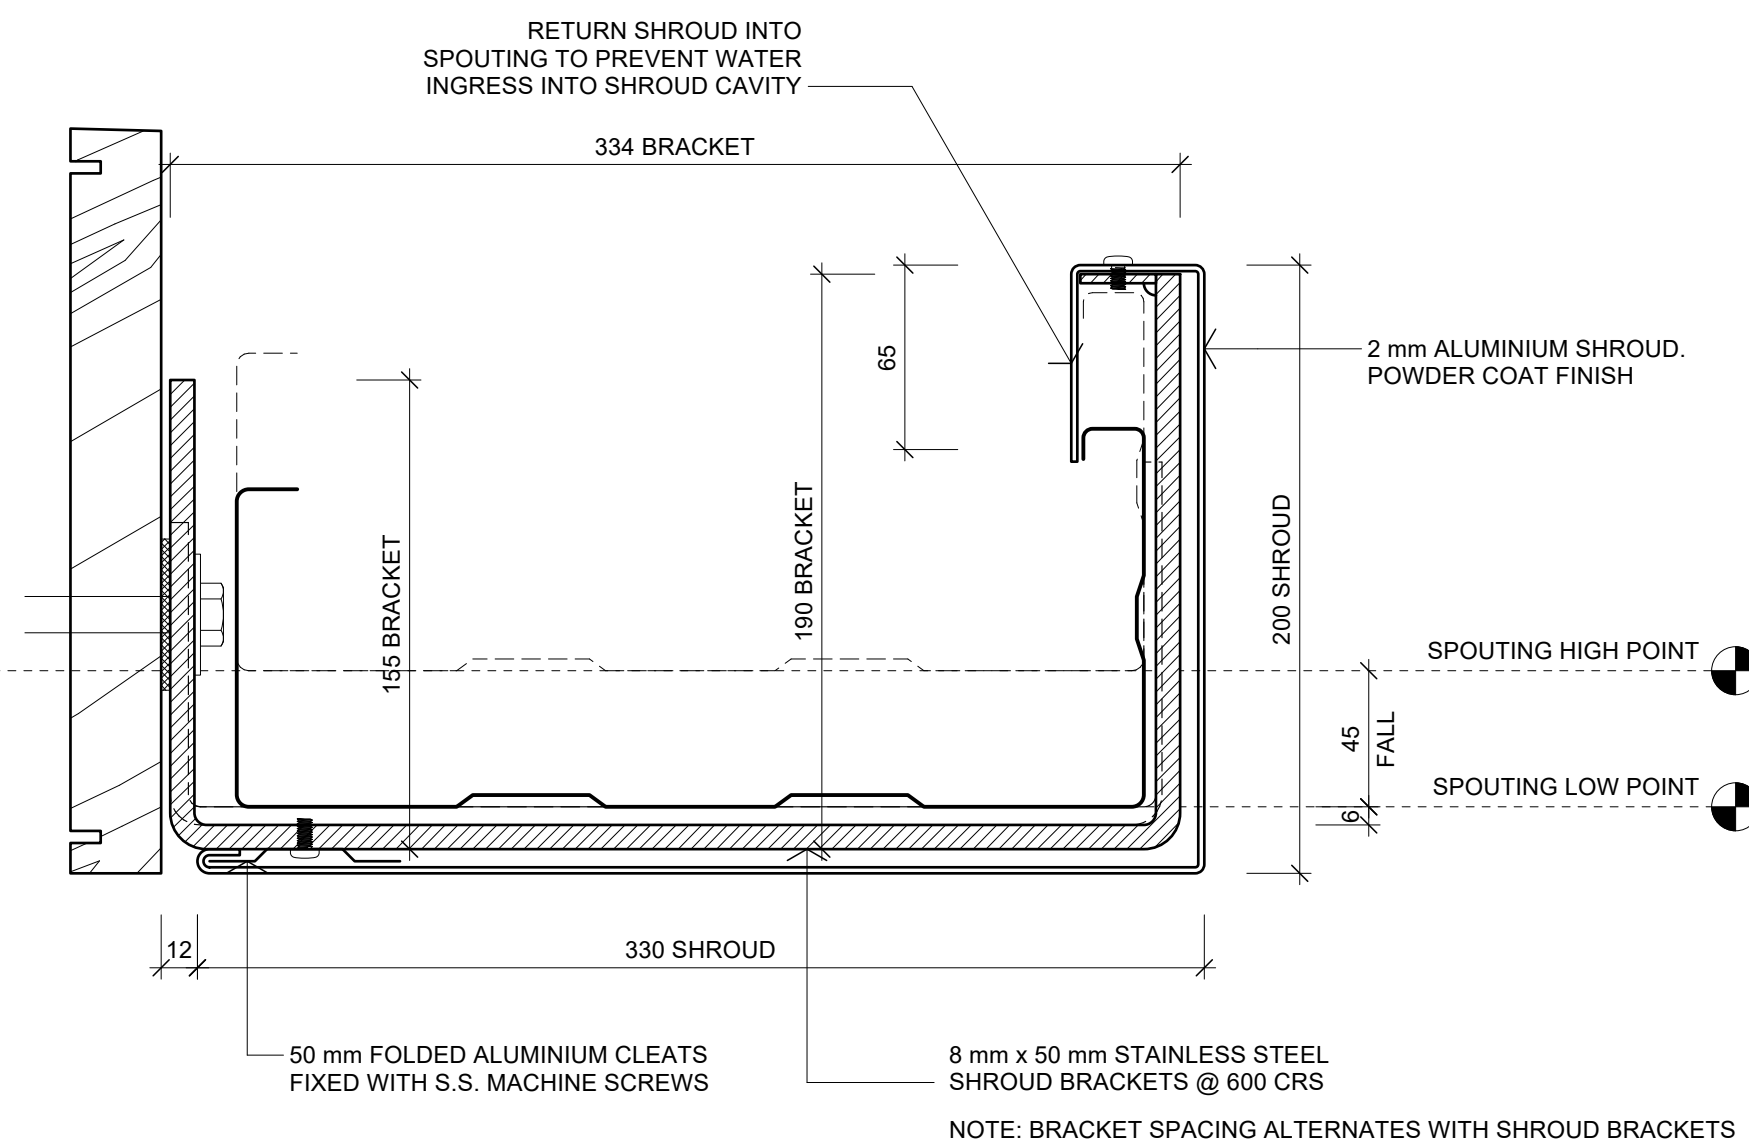 RETURN SHROUD INTO
SPOUTING TO PREVENT WATER
INGRESS INTO SHROUD CAVITY
334 BRACKET
65
2 mm ALUMINIUM SHROUD.
POWDER COAT FINISH
155 BRACKET
190 BRACKET
200 SHROUD
SPOUTING HIGH POINT
45
FALL
SPOUTING LOW POINT
6
12
330 SHROUD
50 mm FOLDED ALUMINIUM CLEATS
FIXED WITH S.S. MACHINE SCREWS
8 mm x 50 mm STAINLESS STEEL
SHROUD BRACKETS @ 600 CRS
NOTE: BRACKET SPACING ALTERNATES WITH SHROUD BRACKETS